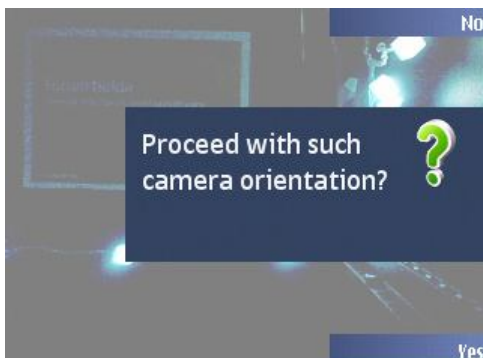 No
Proceed with such
camera orientation?
Yes